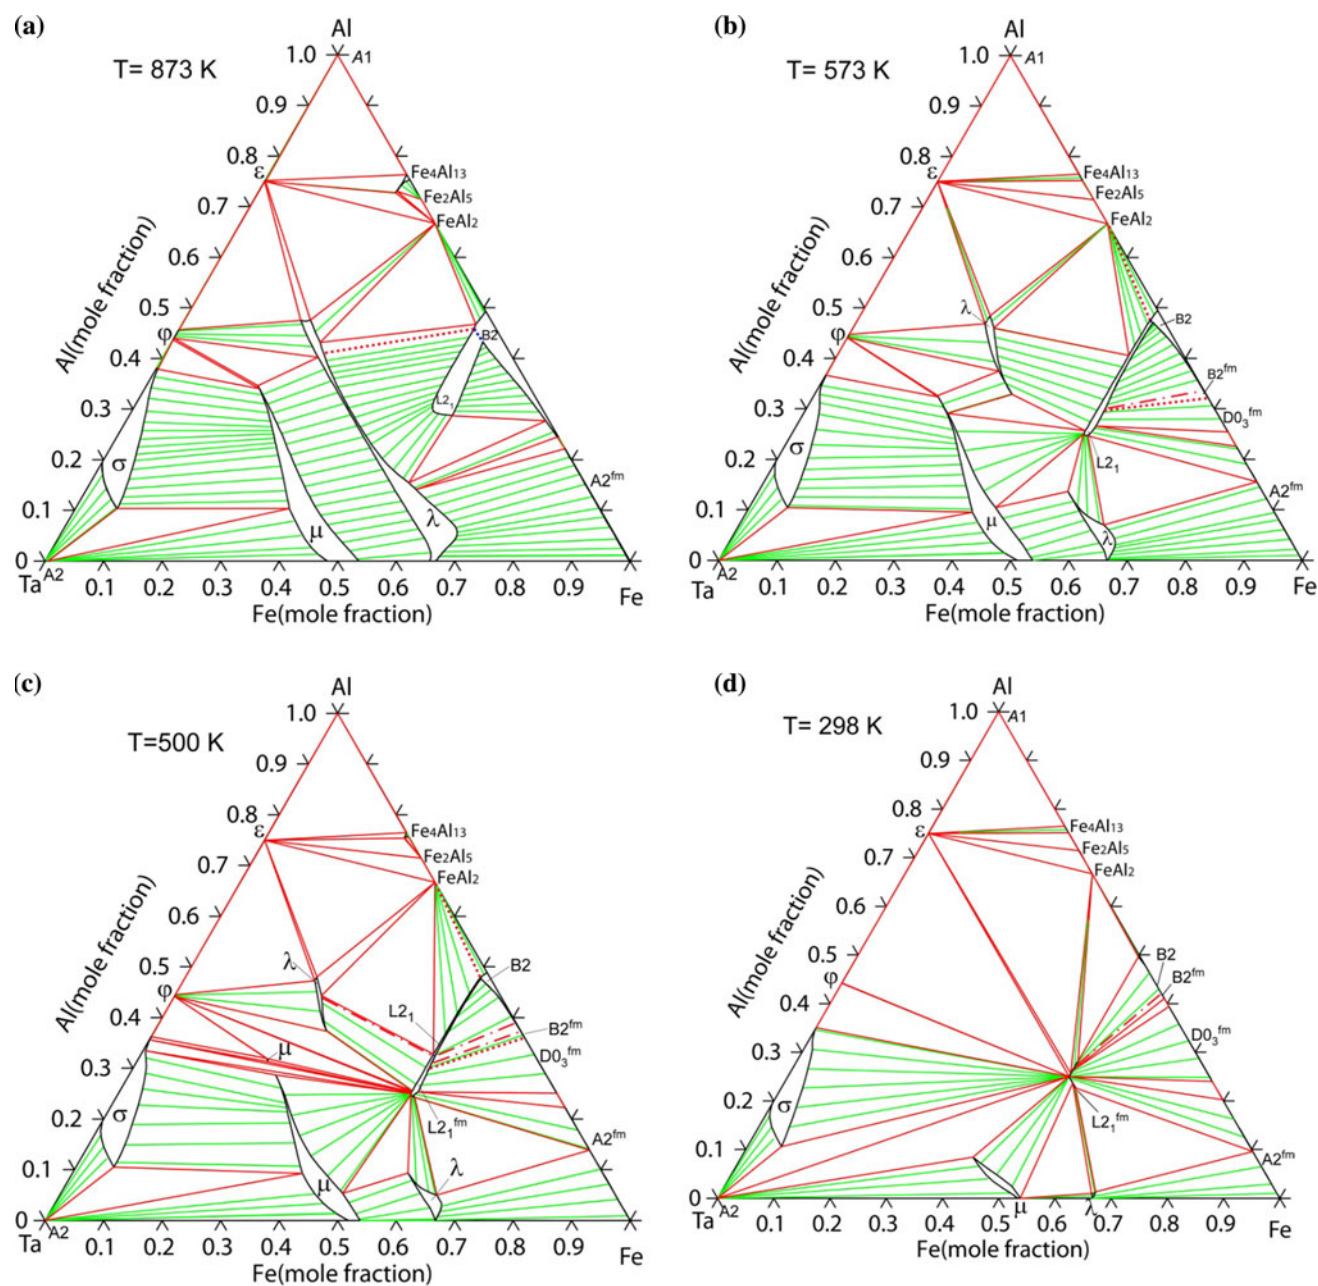 (a)
T= 873 K
Al
1.0
A1
0.9
0.8
ε
Fe4Al13
0.7
Fe2Al5
FeAl2
Al(mole fraction)
0.6
0.5
φ
B2
0.4
0.3
L21
0.2
σ
A2fm
0.1
μ
λ
0
Ta
A2
0.1
0.2
0.3
0.4
0.5
0.6
0.7
0.8
0.9
Fe
Fe(mole fraction)
(b)
T= 573 K
Al
1.0
A1
0.9
0.8
ε
Fe4Al13
0.7
Fe2Al5
FeAl2
Al(mole fraction)
0.6
0.5
λ
B2
φ
0.4
B2fm
0.3
D03fm
0.2
σ
L21
A2fm
0.1
μ
λ
0
Ta
A2
0.1
0.2
0.3
0.4
0.5
0.6
0.7
0.8
0.9
Fe
Fe(mole fraction)
(c)
T=500 K
Al
1.0
0.9
0.8
ε
Fe4Al13
0.7
Fe2Al5
FeAl2
Al(mole fraction)
0.6
0.5
λ
B2
φ
L21
0.4
B2fm
μ
D03fm
0.3
0.2
σ
L21fm
A2fm
0.1
μ
λ
0
Ta
A2
0.1
0.2
0.3
0.4
0.5
0.6
0.7
0.8
0.9
Fe
Fe(mole fraction)
(d)
T= 298 K
Al
1.0
A1
0.9
0.8
ε
Fe4Al13
0.7
Fe2Al5
FeAl2
Al(mole fraction)
0.6
0.5
B2
B2fm
φ
0.4
D03fm
0.3
0.2
σ
L21fm
A2fm
0.1
0
Ta
A2
μ
λ
0.1
0.2
0.3
0.4
0.5
0.6
0.7
0.8
0.9
Fe
Fe(mole fraction)